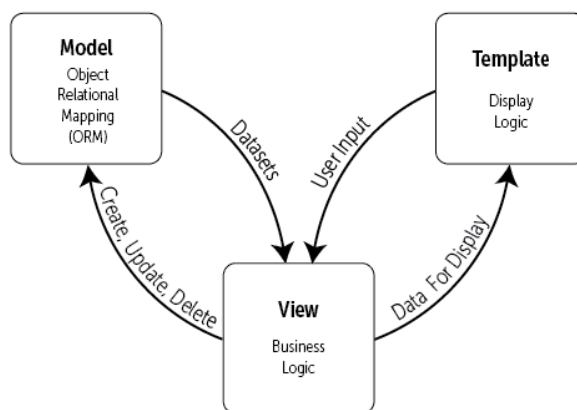 Model
Object
Relational
Mapping
(ORM)
Template
Display
Logic
Datasets
User Input
Create, Update, Delete
Data For Display
View
Business
Logic